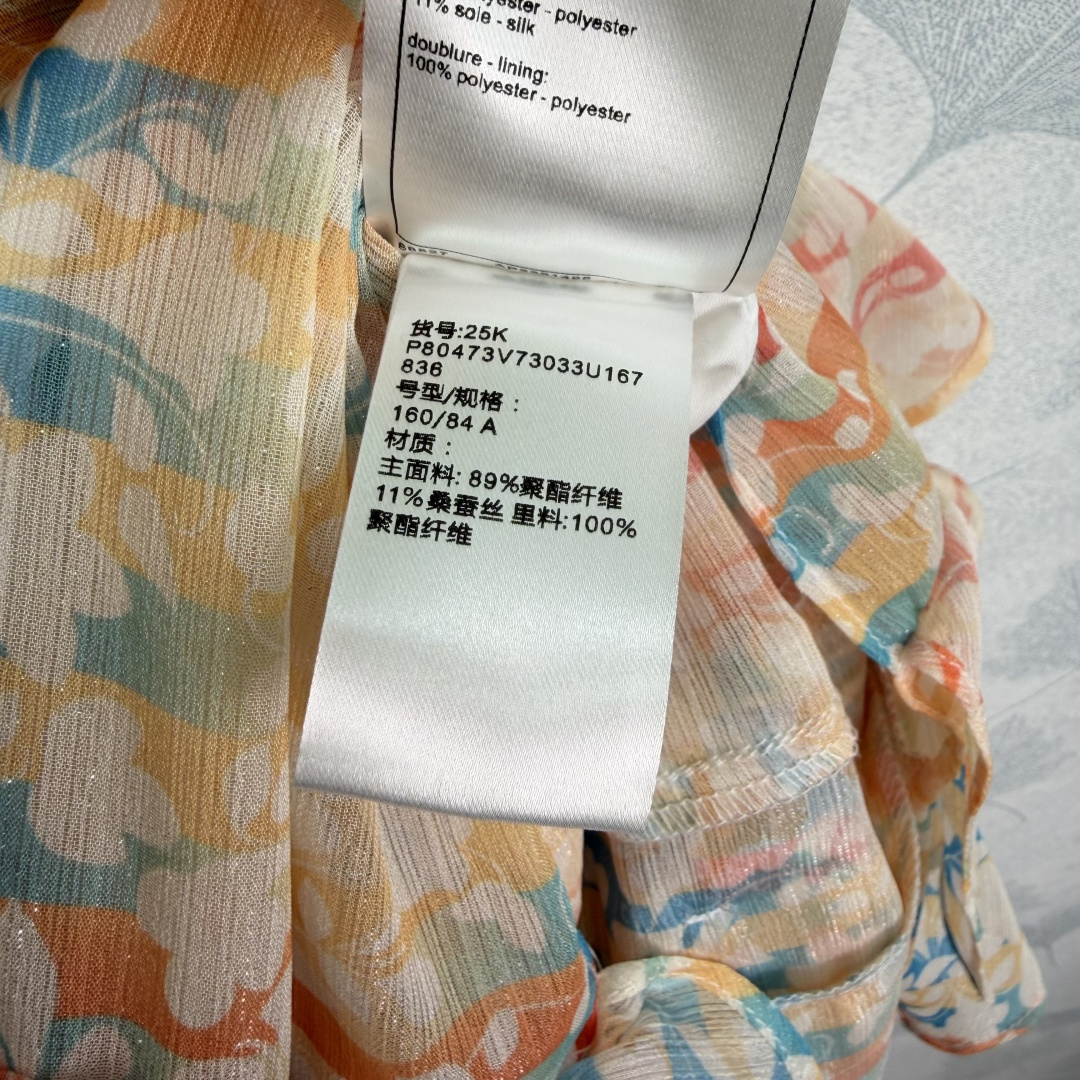 polyester - polyester
11% soie - silk
doublure - lining:
100% polyester - polyester
货号:25K
P80473V73033U167
836
号型/规格：
160/84 A
材质：
主面料: 89%聚酯纤维
11%桑蚕丝 里料:100%
聚酯纤维